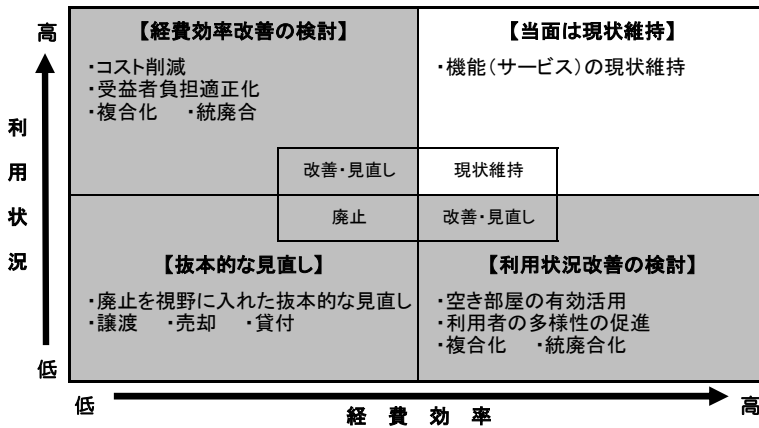 高
利
用
状
況
低
【経費効率改善の検討】
・コスト削減
・受益者負担適正化
・複合化　・統廃合
【当面は現状維持】
・機能(サービス)の現状維持
改善・見直し
現状維持
廃止
改善・見直し
【抜本的な見直し】
・廃止を視野に入れた抜本的な見直し
・譲渡　・売却　・貸付
【利用状況改善の検討】
・空き部屋の有効活用
・利用者の多様性の促進
・複合化　・統廃合化
低
経 費 効 率
高